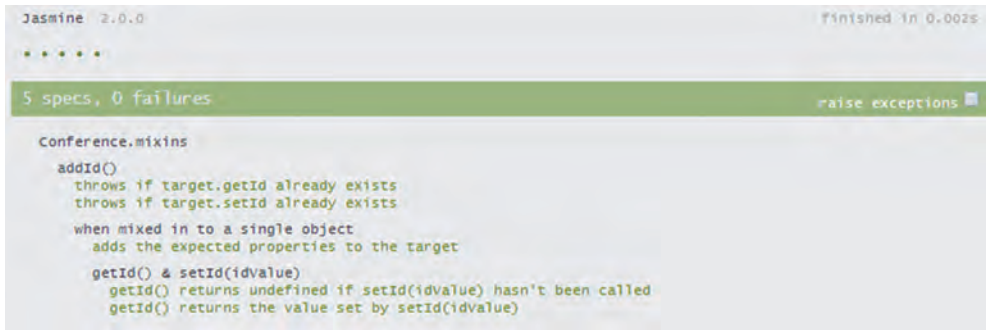 Jasmine 2.0.0 finished in 0.002s
• • • • •
5 specs, 0 failures raise exceptions
Conference.mixins
addId()
throws if target.getId already exists
throws if target.setId already exists
when mixed in to a single object
adds the expected properties to the target
getId() & setId(idValue)
getId() returns undefined if setId(idValue) hasn't been called
getId() returns the value set by setId(idValue)